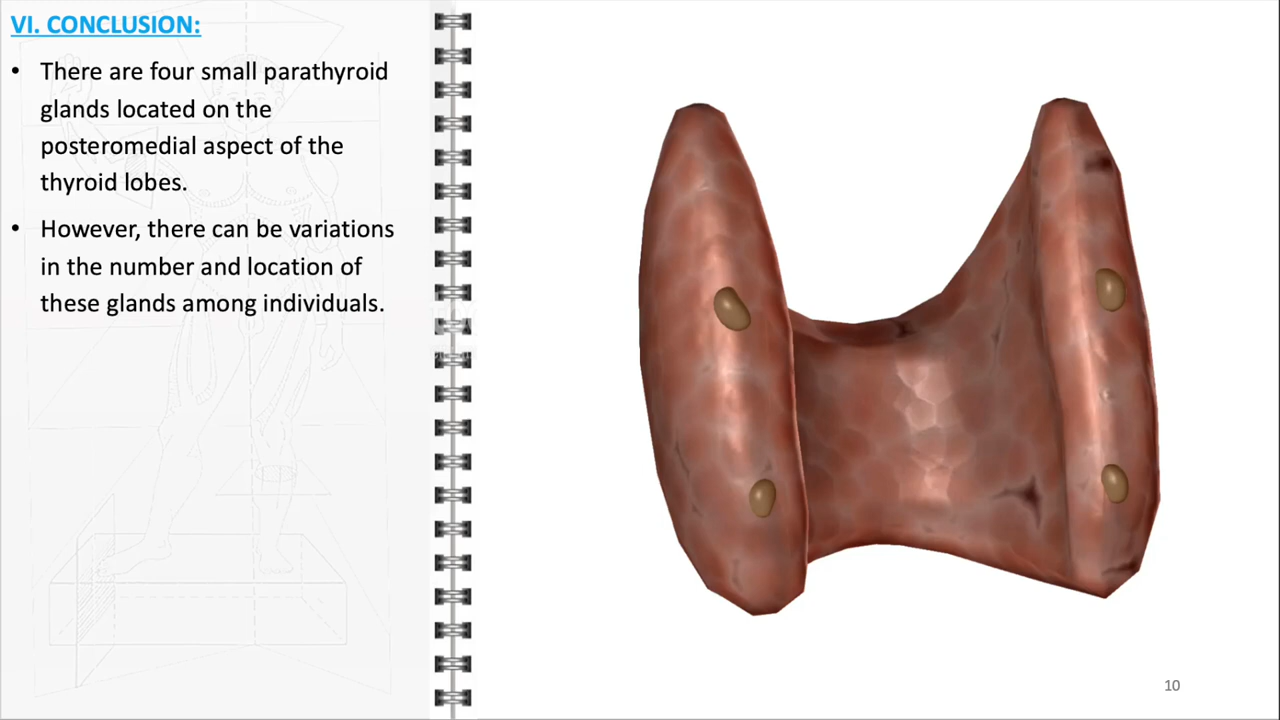 VI. CONCLUSION:
• There are four small parathyroid
glands located on the
posteromedial aspect of the
thyroid lobes.
• However, there can be variations
in the number and location of
these glands among individuals.
10